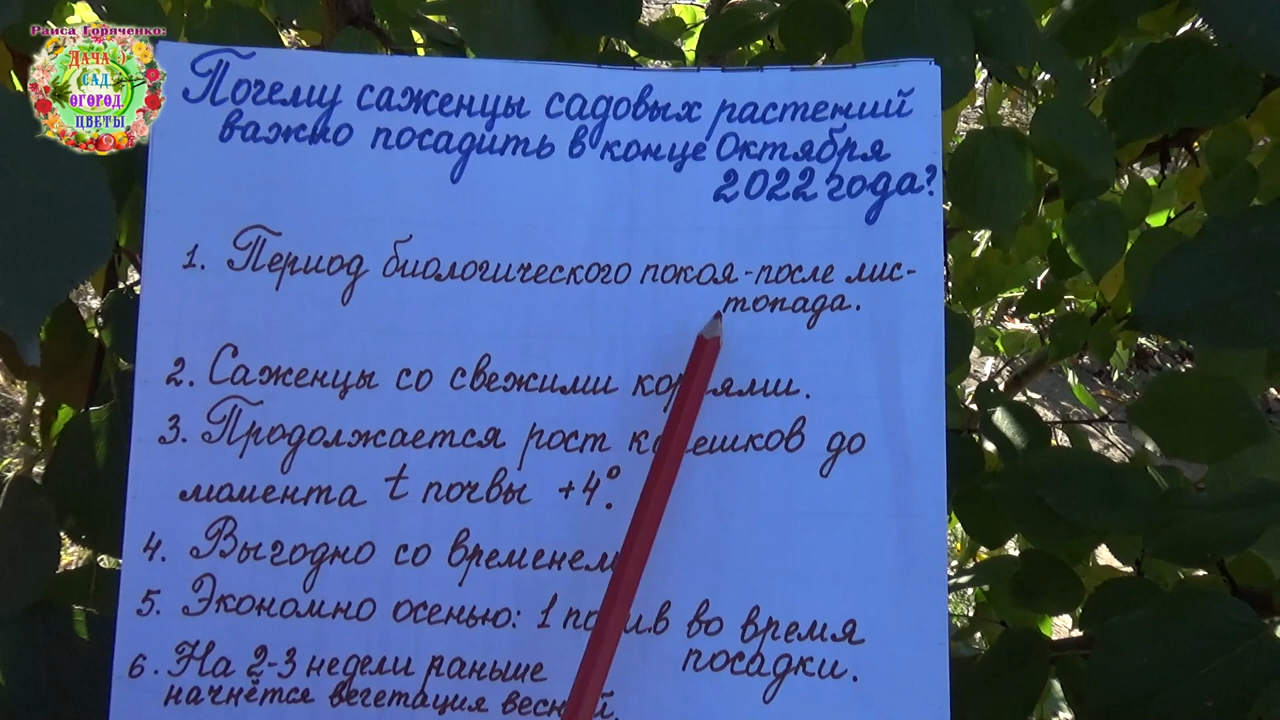 Раиса Горяченко:
ДАЧА :)
САД
ОГОРОД,
ЦВЕТЫ
Почему саженцы садовых растений
важно посадить в конце Октября
2022 года?
1. Период биологического покоя-после лис-
топада.
2. Саженцы со свежими
3. Продолжается рост до
момента t почвы +4°.
4. Выгодно со временем
5. Экономно осенью: 1 во время
посадки.
6. На 2-3 недели раньше
начнётся вегетация